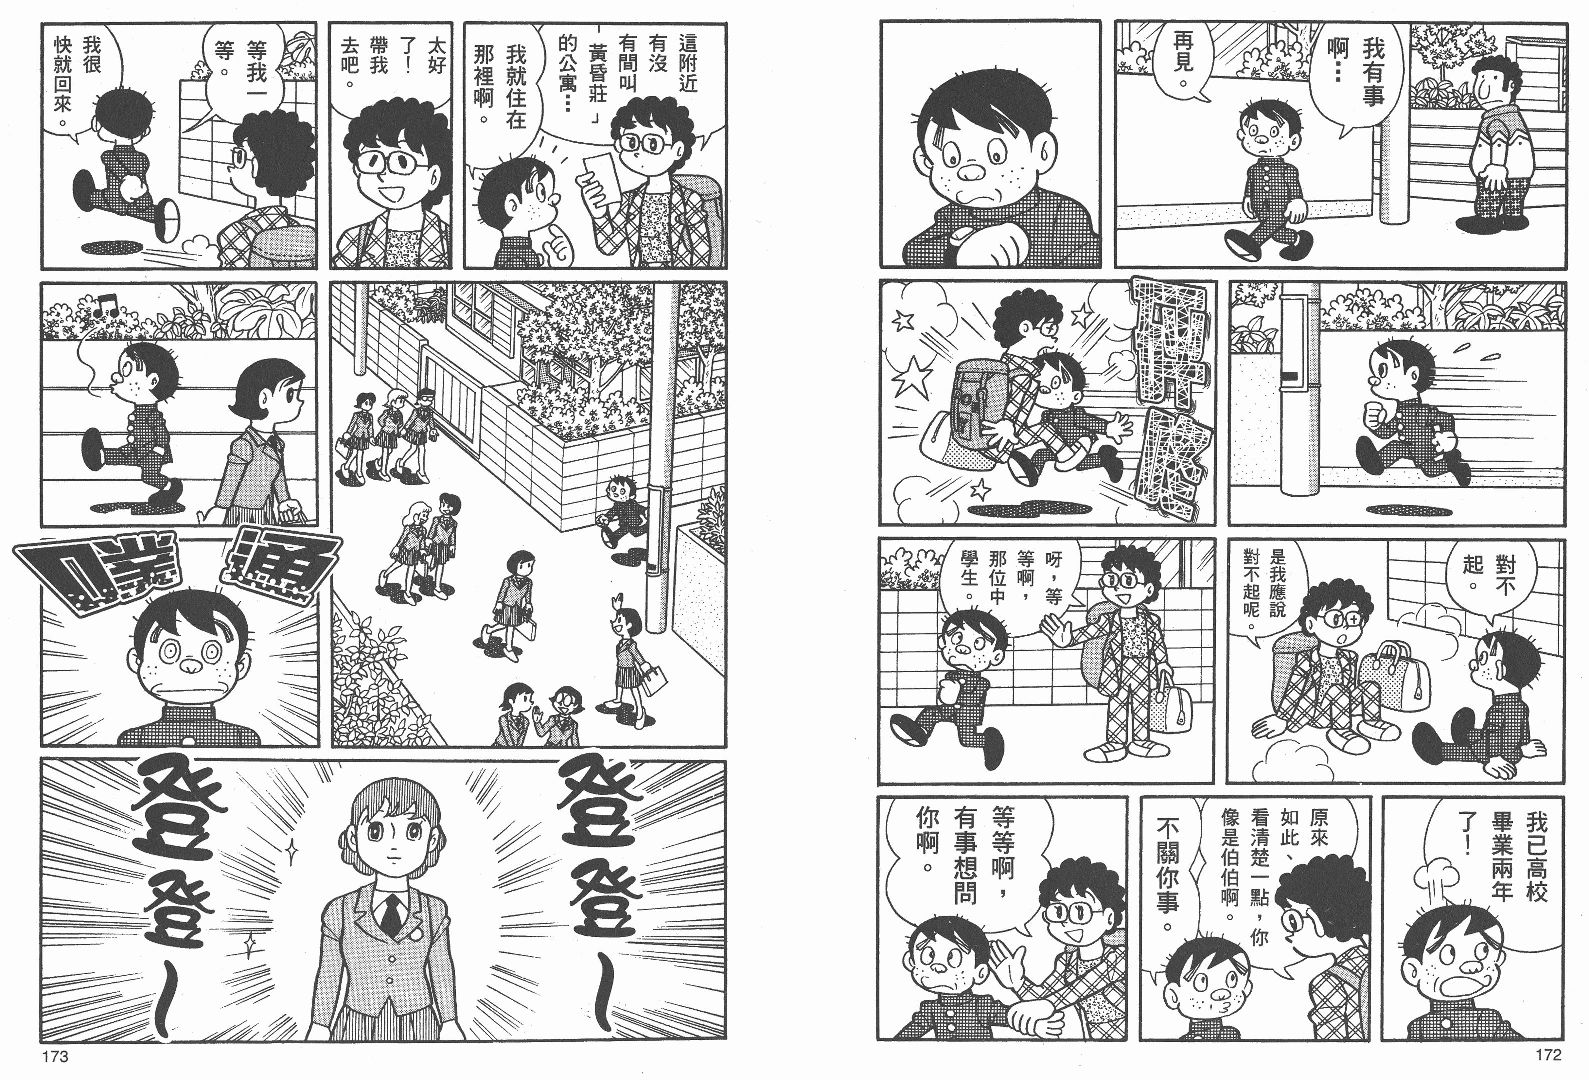 我有事
啊…
再見。
對不
起。
是我應說
對不起呢。
呀，等
等啊，
那位中
學生。
我已高校
畢業兩年
了！
原來
如此、
看清楚一點，你
像是伯伯啊。
不關你事。
等等啊，
有事想問
你啊。
172
這附近
有沒
有間叫
「黃昏莊」
的公寓…
我就住在
那裡啊。
太好
了！
帶我
去吧。
等我一
等。
我很
快就回來。
登登～
登登～
173